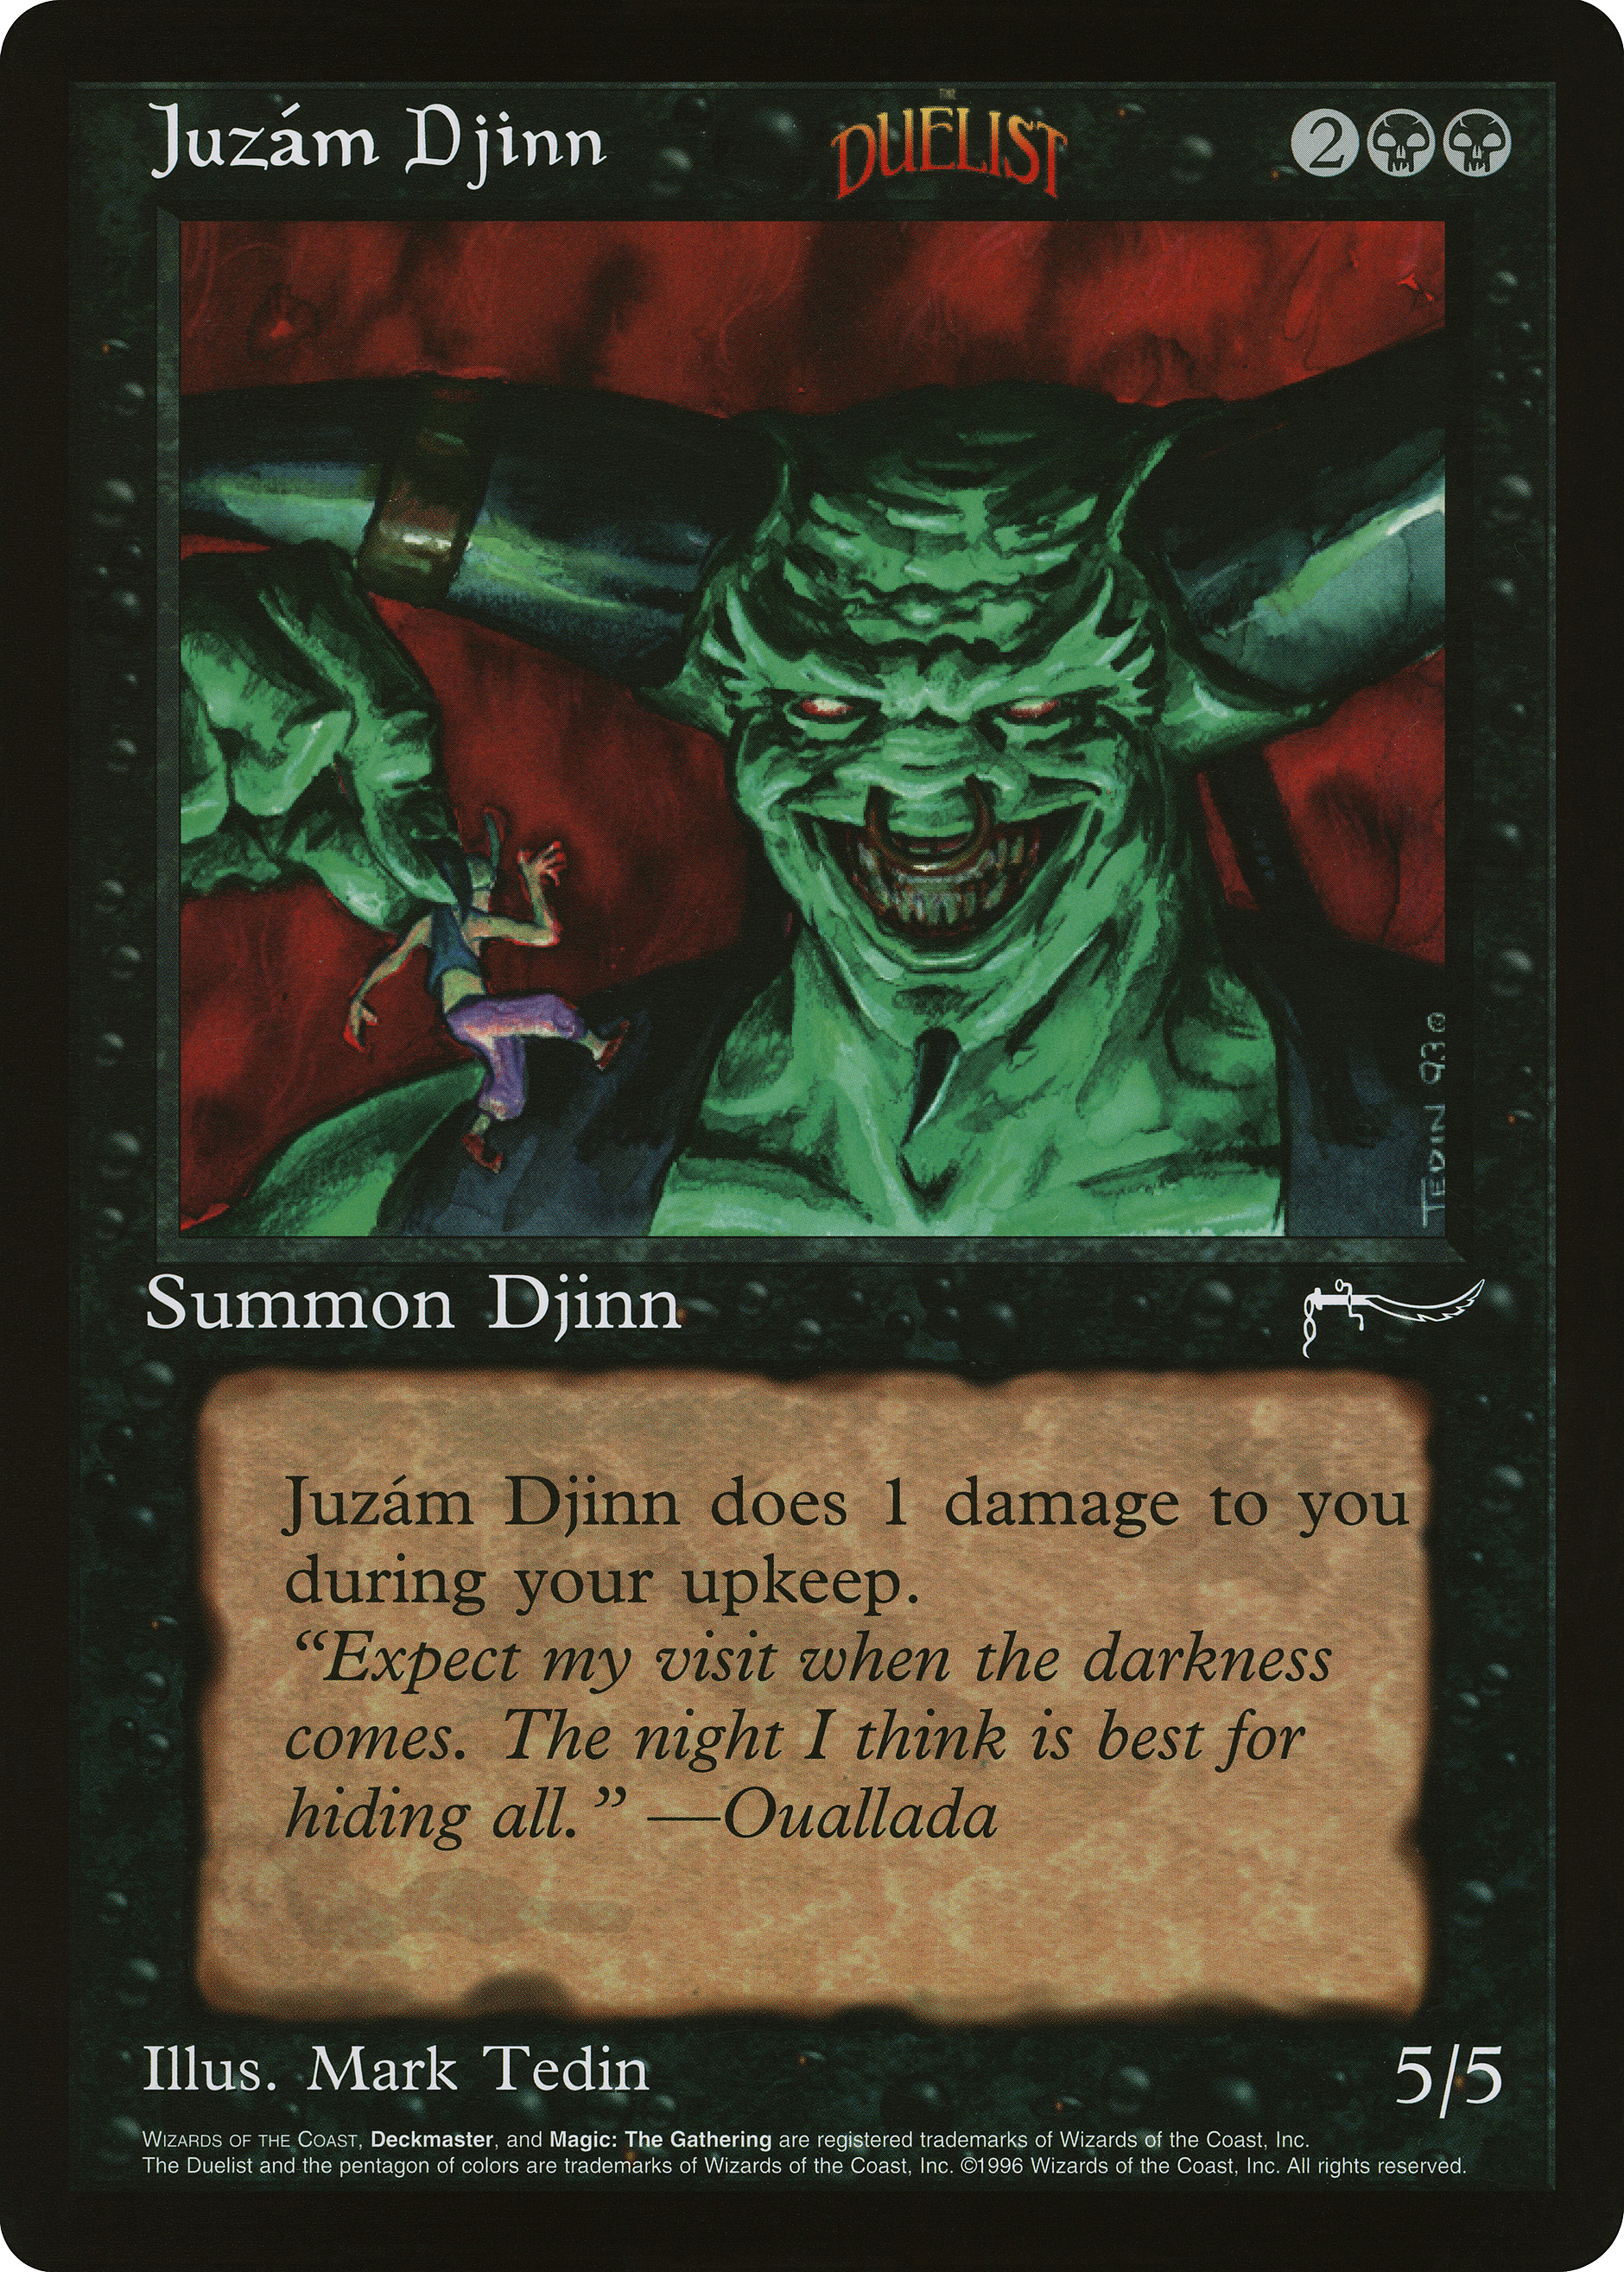 Juzám Djinn
THE
DUELIST
2
TEDIN 93 ©
Summon Djinn
Juzám Djinn does 1 damage to you
during your upkeep.
“Expect my visit when the darkness
comes. The night I think is best for
hiding all.” —Ouallada
Illus. Mark Tedin
5/5
WIZARDS OF THE COAST, Deckmaster, and Magic: The Gathering are registered trademarks of Wizards of the Coast, Inc.
The Duelist and the pentagon of colors are trademarks of Wizards of the Coast, Inc. ©1996 Wizards of the Coast, Inc. All rights reserved.